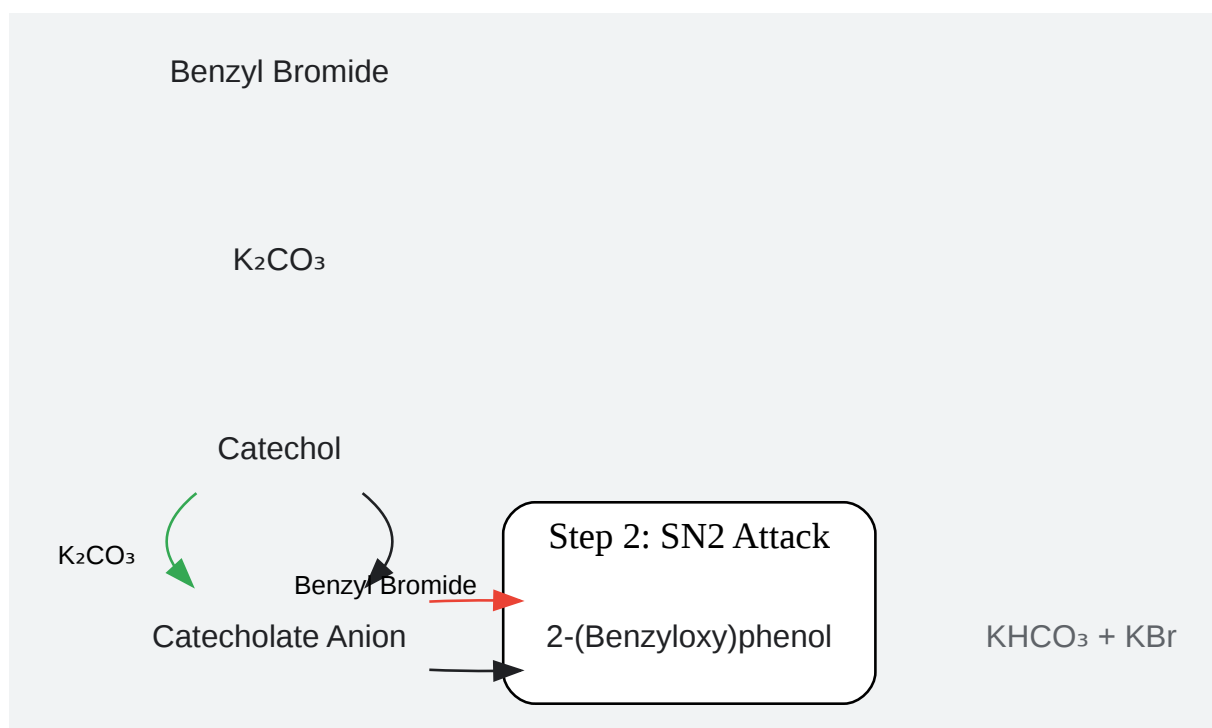 Benzyl Bromide
K₂CO₃
Catechol
Step 2: SN2 Attack
K₂CO₃
Benzyl Bromide
Catecholate Anion
2-(Benzyloxy)phenol
KHCO₃ + KBr